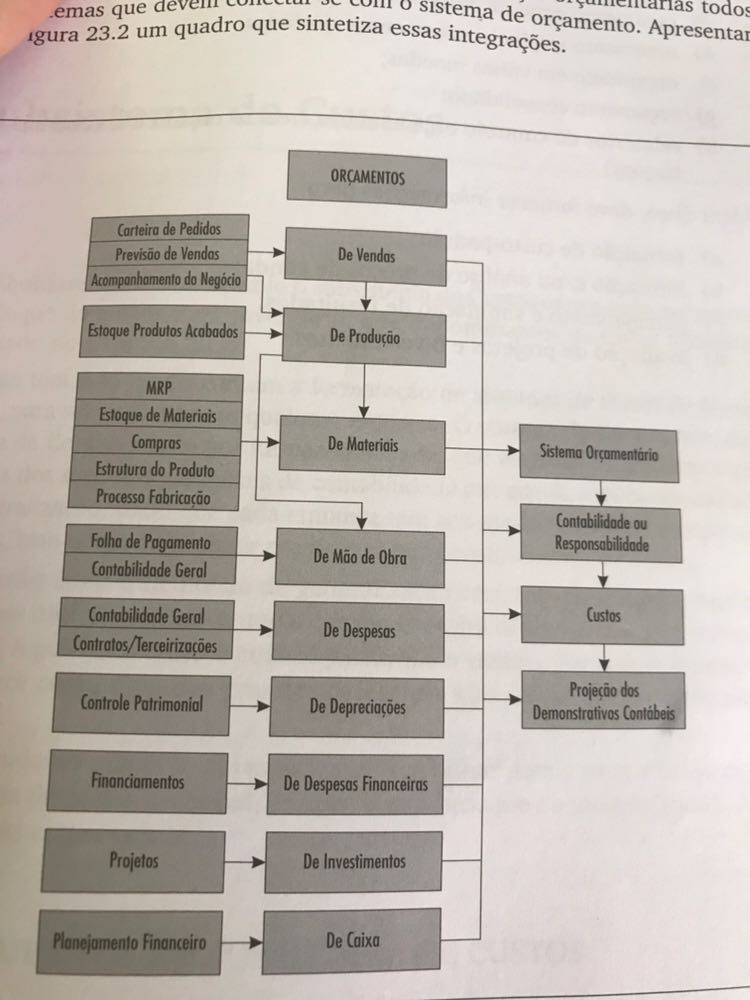 que devem conectar-se com o sistema de orçamento. Apresentar
23.2 um quadro que sintetiza essas integrações.
ORÇAMENTOS
Carteira de Pedidos
Previsão de Vendas
Acompanhamento do Negócio
De Vendas
Estoque Produtos Acabados
De Produção
MRP
Estoque de Materiais
Compras
Estrutura do Produto
Processo Fabricação
De Materiais
Folha de Pagamento
Contabilidade Geral
De Mão de Obra
Contabilidade Geral
Contratos/Terceirizações
De Despesas
Controle Patrimonial
De Depreciações
Financiamentos
De Despesas Financeiras
Projetos
De Investimentos
Planejamento Financeiro
De Caixa
Sistema Orçamentário
Contabilidade ou
Responsabilidade
Custos
Projeção dos
Demonstrativos Contábeis